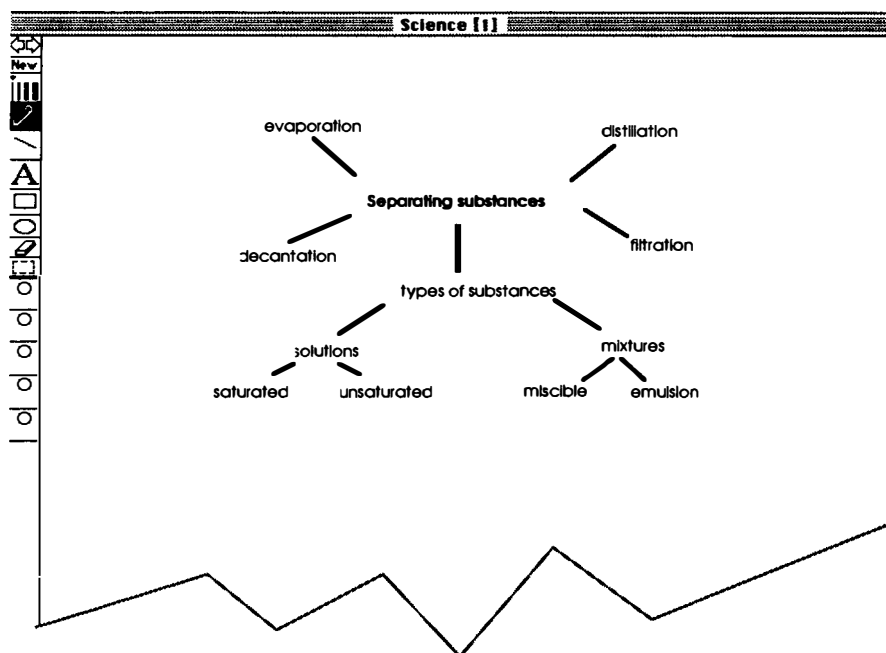 Science [1]
New
evaporation
distillation
Separating substances
decantation
filtration
A
types of substances
solutions
mixtures
saturated
unsaturated
miscible
emulsion